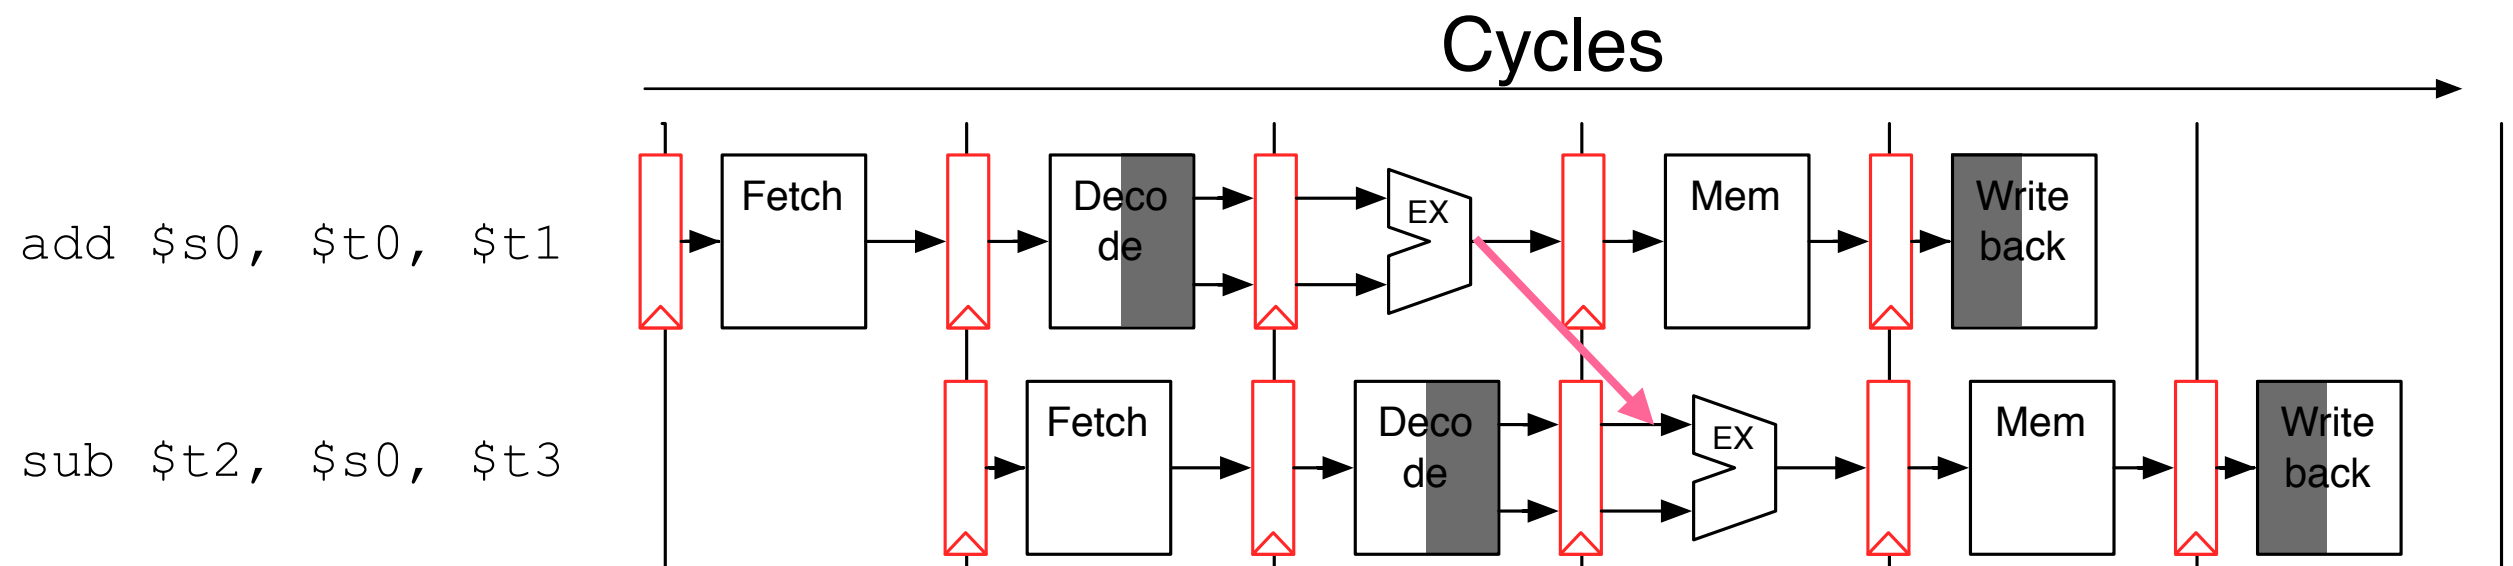 Cycles
add $s0, $t0, $t1
Fetch
Deco
de
EX
Mem
Write
back
sub $t2, $s0, $t3
Fetch
Deco
de
EX
Mem
Write
back